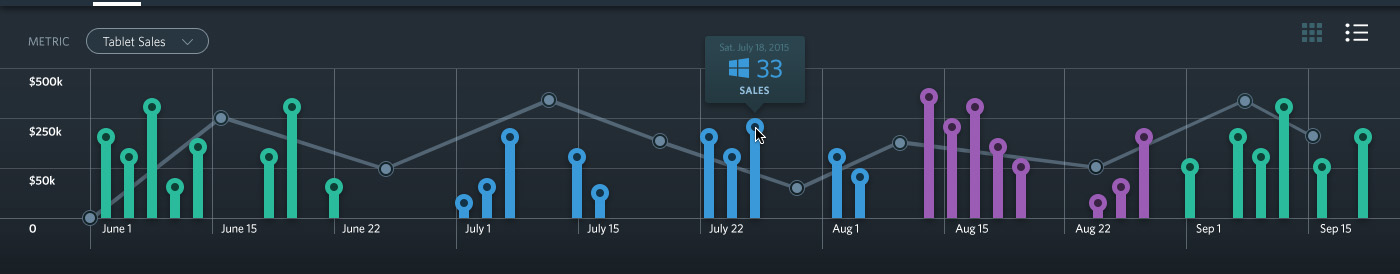 METRIC
Tablet Sales
Sat. July 18, 2015
33
SALES
$500k
$250k
$50k
0
June 1
June 15
June 22
July 1
July 15
July 22
Aug 1
Aug 15
Aug 22
Sep 1
Sep 15